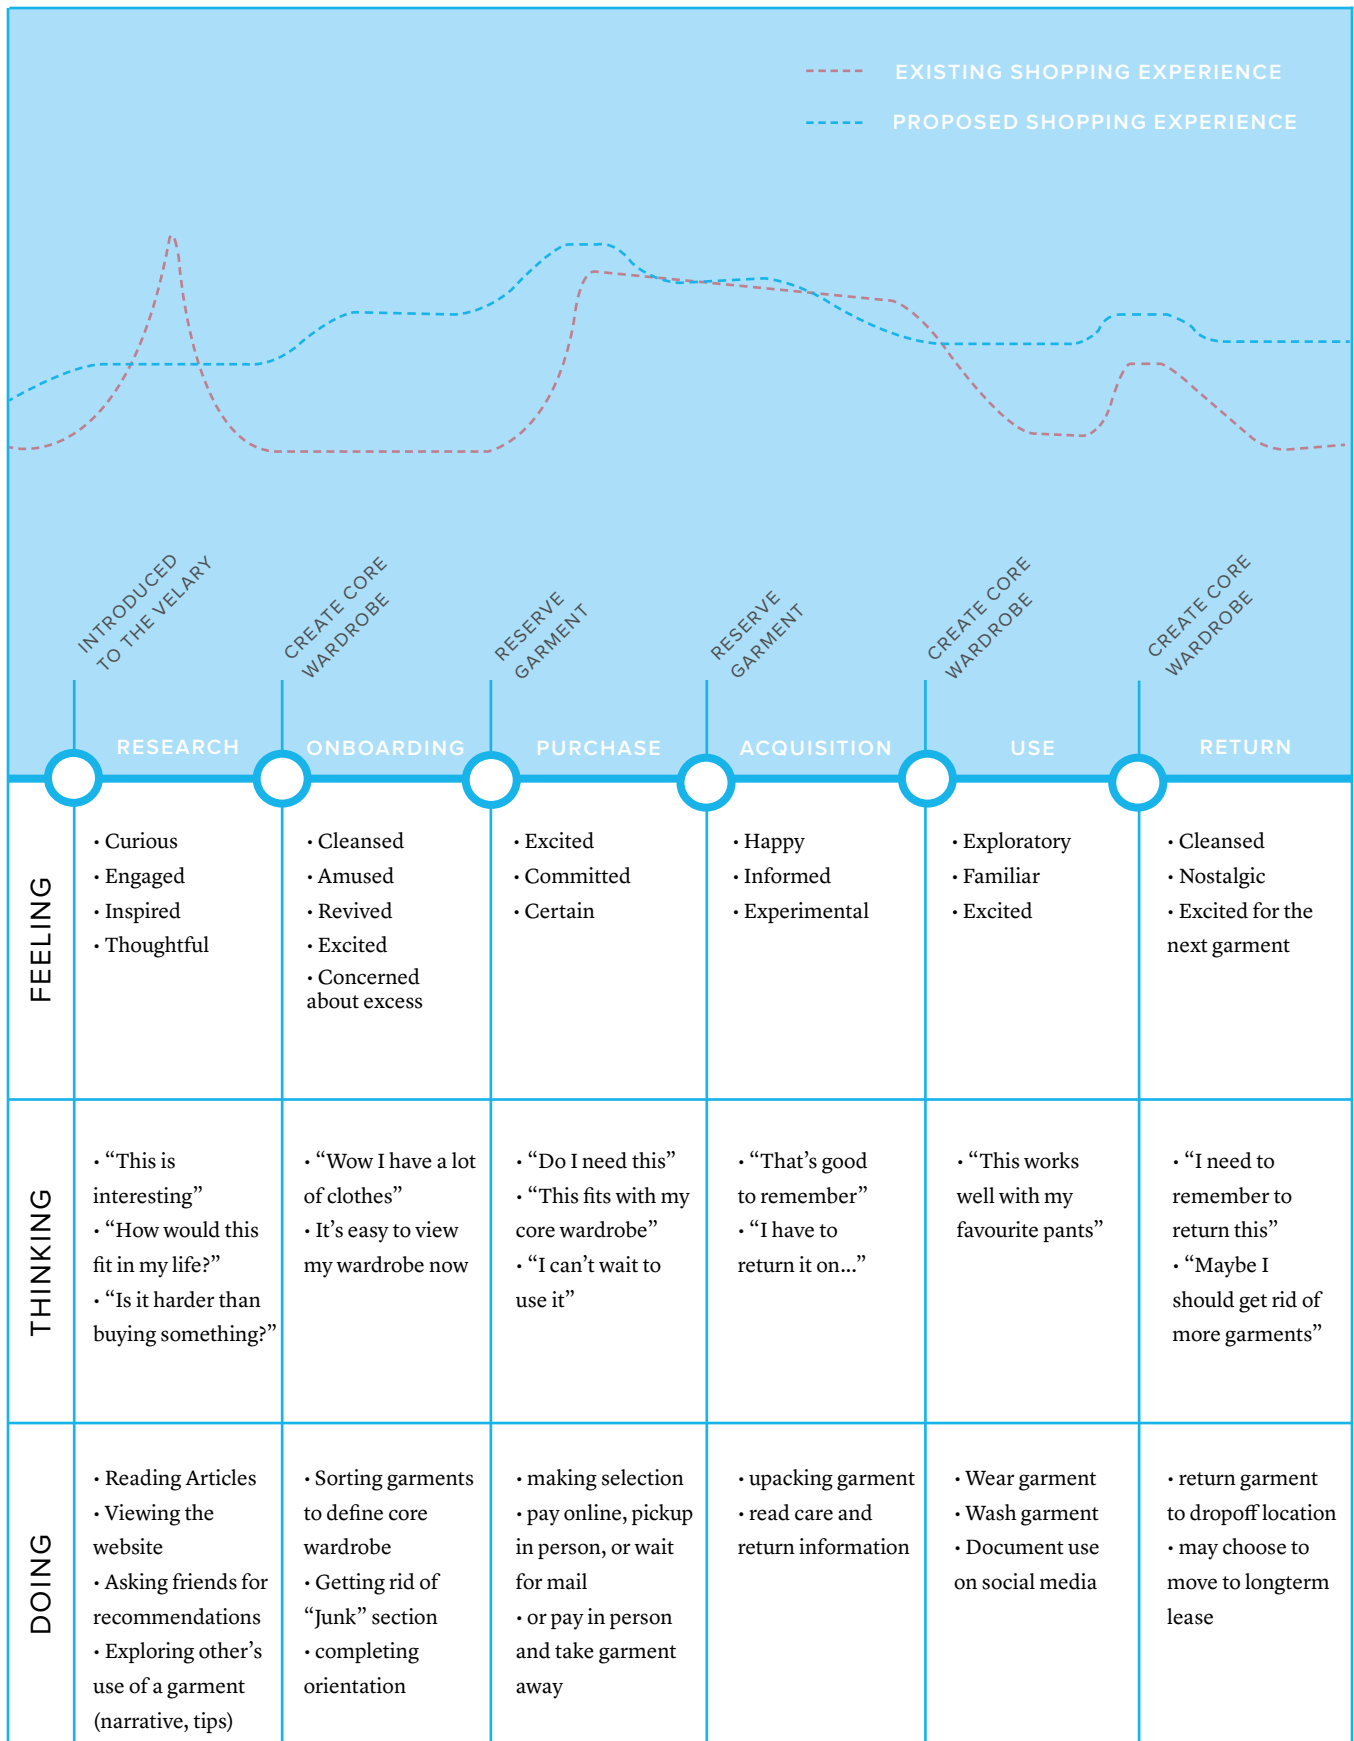 EXISTING SHOPPING EXPERIENCE
PROPOSED SHOPPING EXPERIENCE
INTRODUCED
TO THE VELARY
CREATE CORE
WARDROBE
RESERVE
GARMENT
RESERVE
GARMENT
CREATE CORE
WARDROBE
CREATE CORE
WARDROBE
RESEARCH
ONBOARDING
PURCHASE
ACQUISITION
USE
RETURN
FEELING
· Curious
· Engaged
· Inspired
· Thoughtful
· Cleansed
· Amused
· Revived
· Excited
· Concerned
about excess
· Excited
· Committed
· Certain
· Happy
· Informed
· Experimental
· Exploratory
· Familiar
· Excited
· Cleansed
· Nostalgic
· Excited for the
next garment
THINKING
· “This is
interesting”
· “How would this
fit in my life?”
· “Is it harder than
buying something?”
· “Wow I have a lot
of clothes”
· It’s easy to view
my wardrobe now
· “Do I need this”
· “This fits with my
core wardrobe”
· “I can’t wait to
use it”
· “That’s good
to remember”
· “I have to
return it on...”
· “This works
well with my
favourite pants”
· “I need to
remember to
return this”
· “Maybe I
should get rid of
more garments”
DOING
· Reading Articles
· Viewing the
website
· Asking friends for
recommendations
· Exploring other’s
use of a garment
(narrative, tips)
· Sorting garments
to define core
wardrobe
· Getting rid of
“Junk” section
· completing
orientation
· making selection
· pay online, pickup
in person, or wait
for mail
· or pay in person
and take garment
away
· upacking garment
· read care and
return information
· Wear garment
· Wash garment
· Document use
on social media
· return garment
to dropoff location
· may choose to
move to longterm
lease